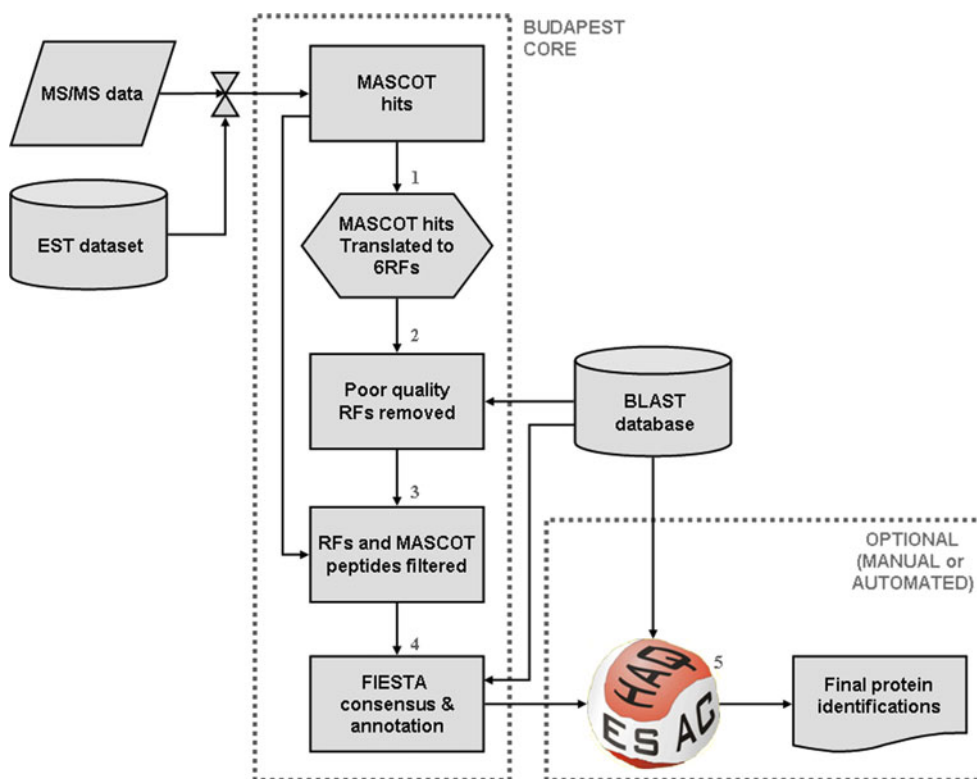 BUDAPEST
CORE
MS/MS data
MASCOT
hits
1
EST dataset
MASCOT hits
Translated to
6RFs
2
Poor quality
RFs removed
BLAST
database
3
RFs and MASCOT
peptides filtered
OPTIONAL
(MANUAL or
AUTOMATED)
4
FIESTA
consensus &
annotation
HAQ
ESAC
5
Final protein
identifications